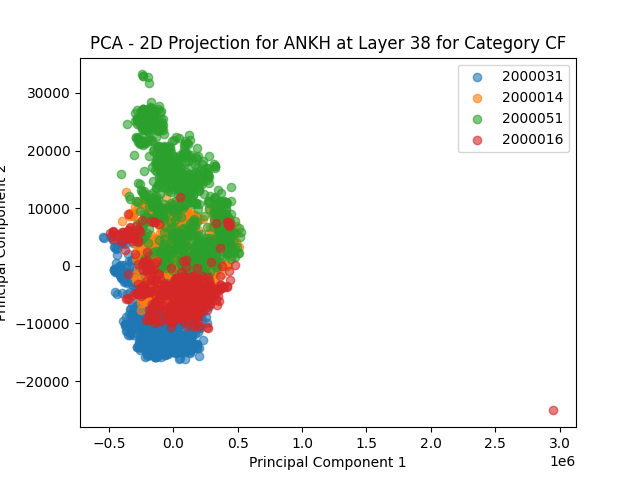 PCA - 2D Projection for ANKH at Layer 38 for Category CF
2000031
2000014
2000051
2000016
30000
20000
10000
0
−10000
−20000
Principal Component 2
−0.5 0.0 0.5 1.0 1.5 2.0 2.5 3.0
1e6
Principal Component 1